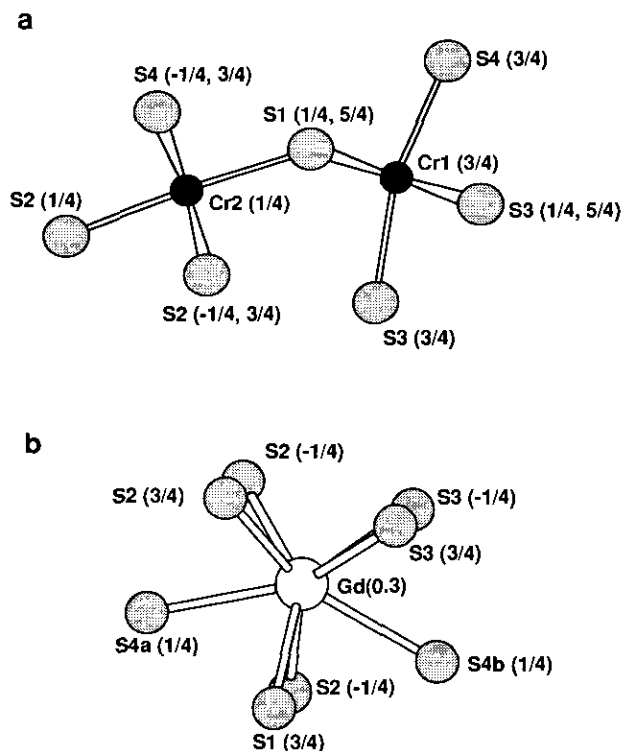 a
S4 (3/4)
S4 (-1/4, 3/4)
S1 (1/4, 5/4)
Cr1 (3/4)
S2 (1/4)
Cr2 (1/4)
S3 (1/4, 5/4)
S2 (-1/4, 3/4)
S3 (3/4)
b
S2 (-1/4)
S2 (3/4)
S3 (-1/4)
S3 (3/4)
Gd(0.3)
S4a (1/4)
S4b (1/4)
S2 (-1/4)
S1 (3/4)